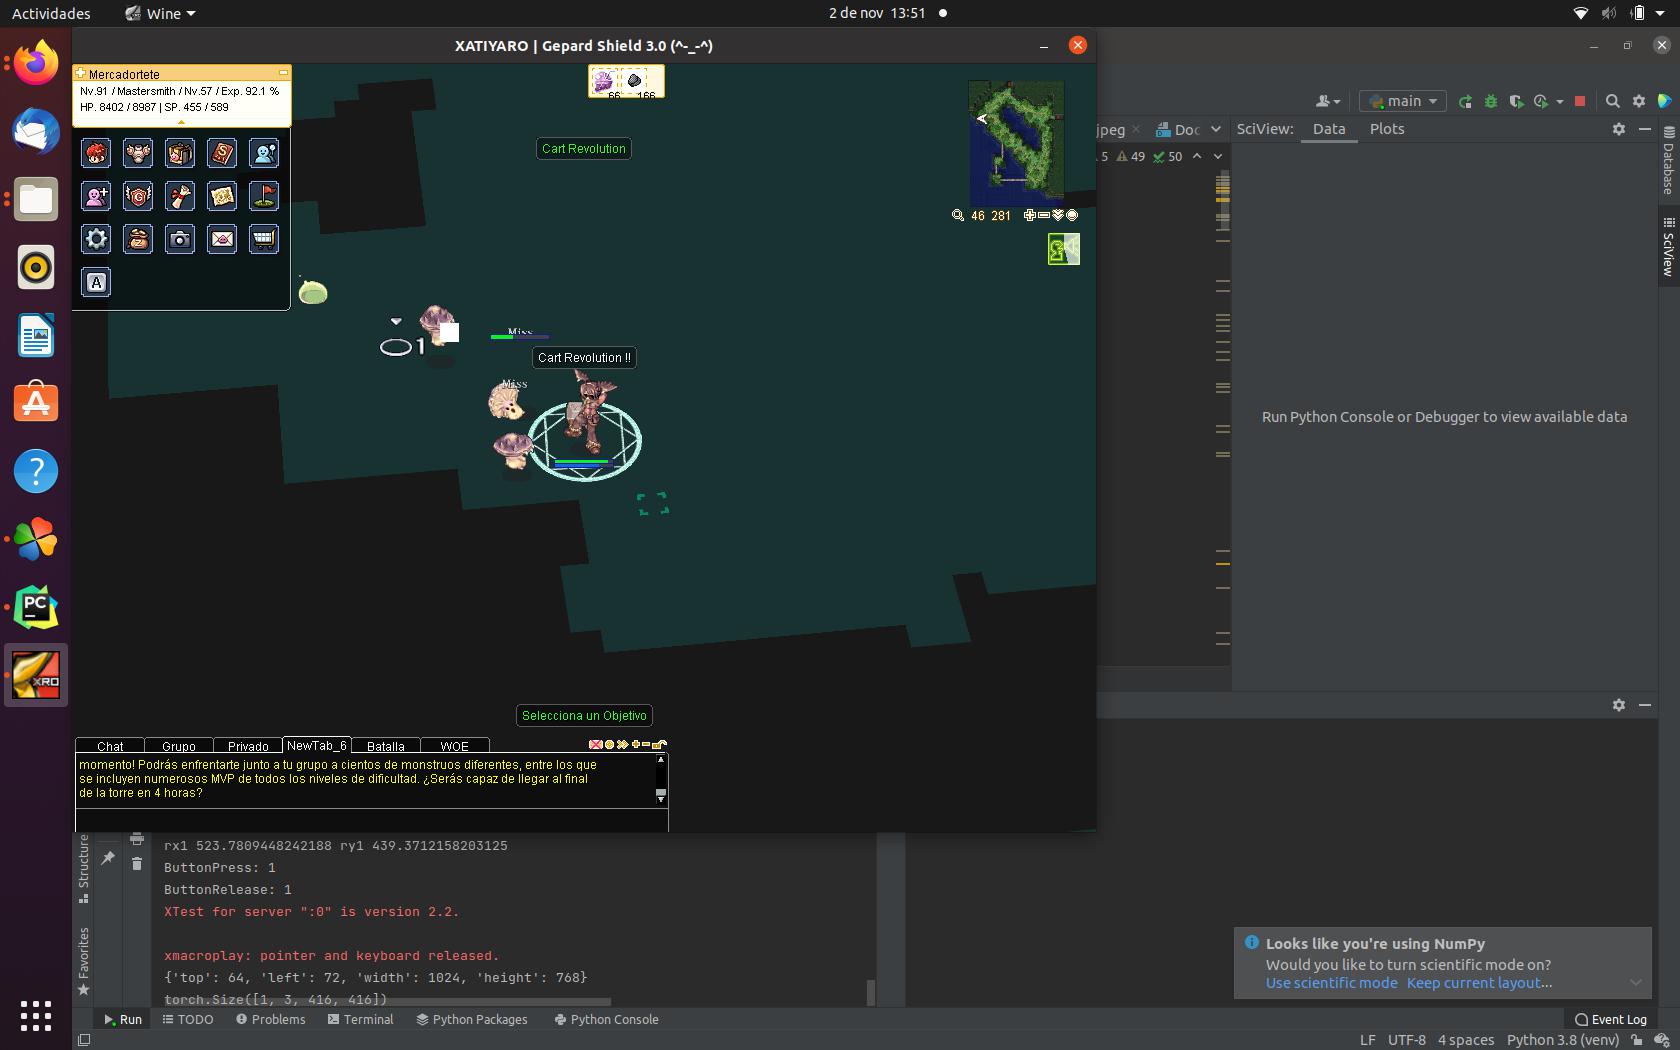 Actividades
Wine
2 de nov 13:51
XATIYARO | Gepard Shield 3.0 (^-_-^)
Mercadortete
Nv.91 / Mastersmith / Nv.57 / Exp. 92.1 %
HP. 8402 / 8987 | SP. 455 / 589
66
166
Cart Revolution
46 281
1
Miss
Cart Revolution !!
Miss
A
Selecciona un Objetivo
Chat
Grupo
Privado
NewTab_6
Batalla
WOE
momento! Podrás enfrentarte junto a tu grupo a cientos de monstruos diferentes, entre los que
se incluyen numerosos MVP de todos los niveles de dificultad. ¿Serás capaz de llegar al final
de la torre en 4 horas?
main
jpeg
Doc
SciView:
Data
Plots
5
49
50
Database
SciView
Run Python Console or Debugger to view available data
PC
XRO
Structure
Favorites
rx1 523.7809448242188 ry1 439.3712158203125
ButtonPress: 1
ButtonRelease: 1
XTest for server ":0" is version 2.2.
xmacroplay: pointer and keyboard released.
{'top': 64, 'left': 72, 'width': 1024, 'height': 768}
torch.Size([1, 3, 416, 416])
Looks like you're using NumPy
Would you like to turn scientific mode on?
Use scientific mode Keep current layout...
Run
TODO
Problems
Terminal
Python Packages
Python Console
Event Log
LF UTF-8 4 spaces Python 3.8 (venv)